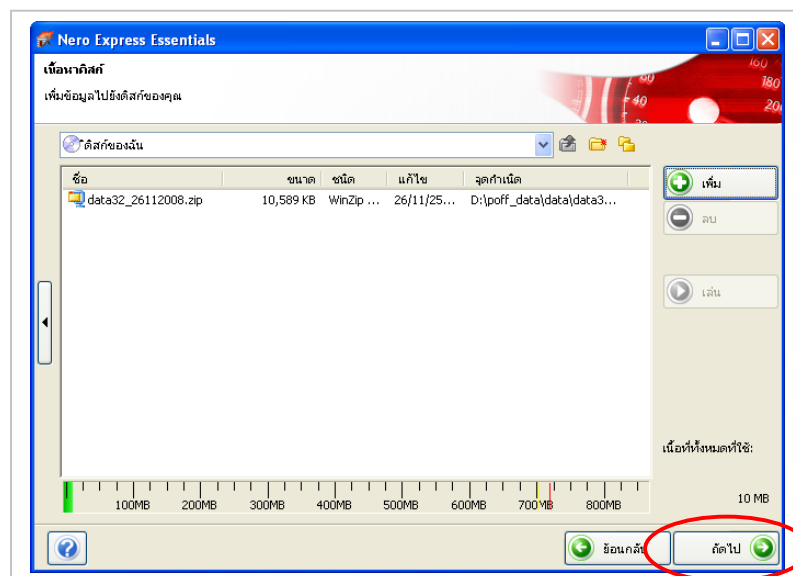 Nero Express Essentials
เนื้อหาดิสก์
เพิ่มข้อมูลไปยังดิสก์ของคุณ
160
180
60
40
20
ดิสก์ของฉัน
ชื่อ ขนาด ชนิด แก้ไข จุดกำเนิด
data32_26112008.zip 10,589 KB WinZip ... 26/11/25... D:\poff_data\data\data3...
เพิ่ม
ลบ
เล่น
เนื้อที่ทั้งหมดที่ใช้:
100MB 200MB 300MB 400MB 500MB 600MB 700MB 800MB
10 MB
ย้อนกลับ
ถัดไป